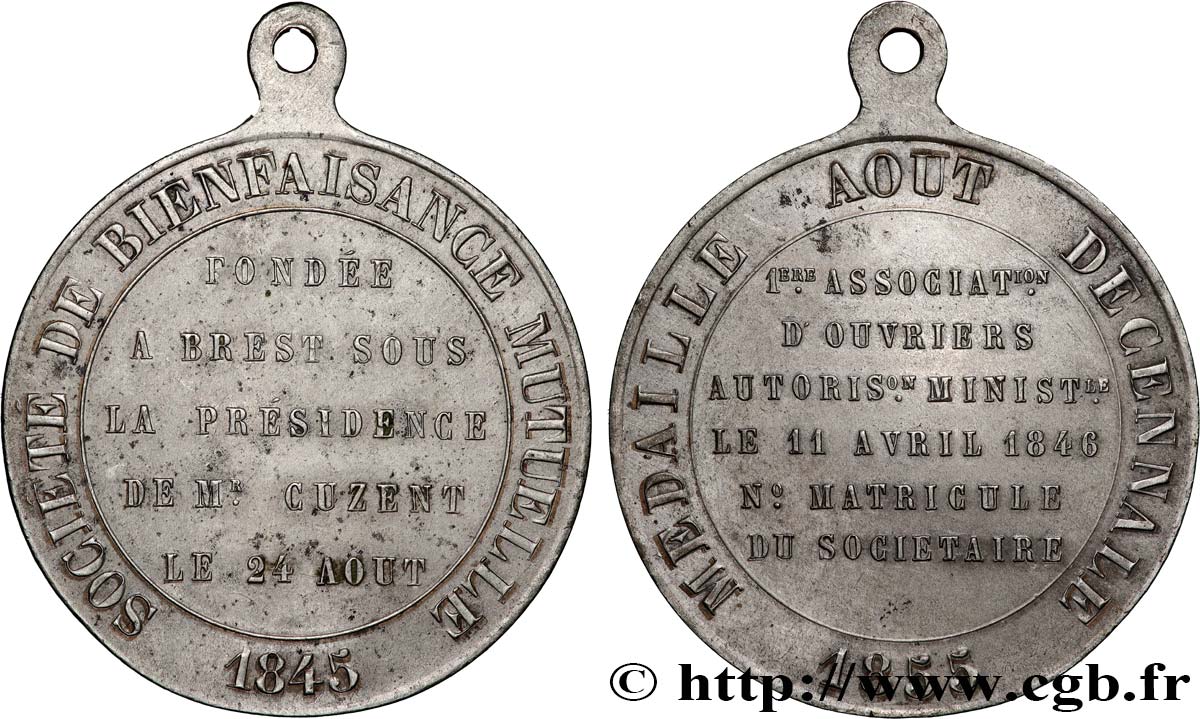 SOCIETE DE BIENFAISANCE MUTUELLE
FONDÉE
A BREST SOUS
LA PRÉSIDENCE
DE MR. CUZENT
LE 24 AOUT
1845
MEDAILLE AOUT DECENNALE
1ERE. ASSOCIATION.
D'OUVRIERS
AUTORISON. MINISTLE.
LE 11 AVRIL 1846
NO. MATRICULE
DU SOCIETAIRE
1855
© http://www.cgb.fr